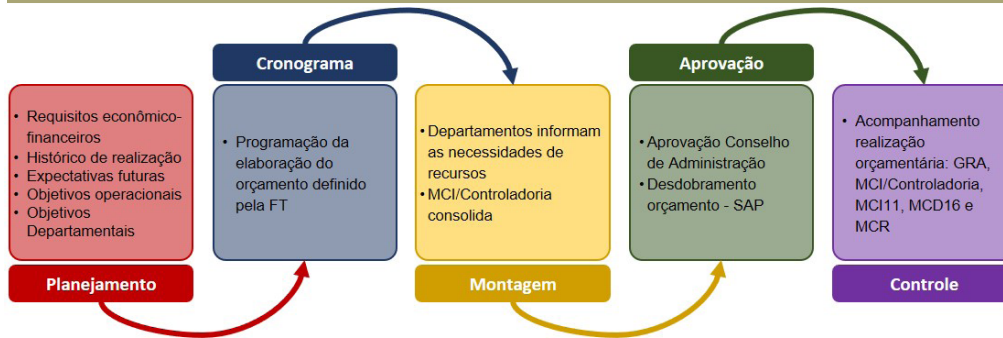 Planejamento
• Requisitos econômico-
financeiros
• Histórico de realização
• Expectativas futuras
• Objetivos operacionais
• Objetivos
Departamentais
Cronograma
• Programação da
elaboração do
orçamento definido
pela FT
Montagem
• Departamentos informam
as necessidades de
recursos
• MCI/Controladoria
consolida
Aprovação
• Aprovação Conselho
de Administração
• Desdobramento
orçamento - SAP
Controle
• Acompanhamento
realização
orçamentária: GRA,
MCI/Controladoria,
MCI11, MCD16 e
MCR